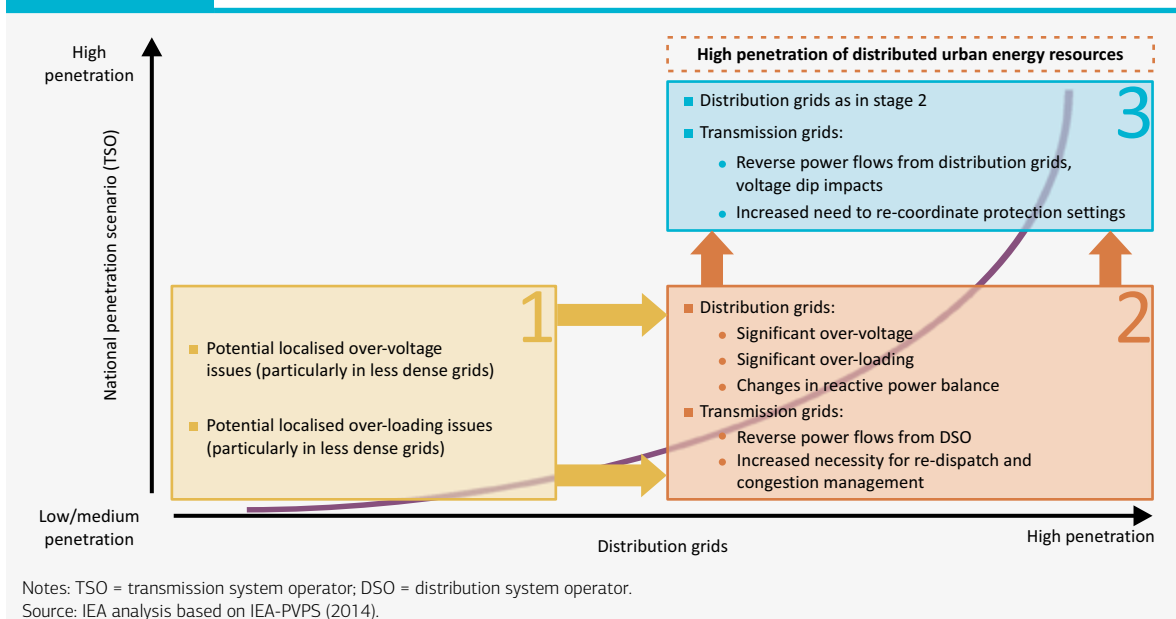 High
penetration
National penetration scenario (TSO)
Low/medium
penetration
High penetration of distributed urban energy resources
3
Distribution grids as in stage 2
Transmission grids:
Reverse power flows from distribution grids,
voltage dip impacts
Increased need to re-coordinate protection settings
1
Potential localised over-voltage
issues (particularly in less dense grids)
Potential localised over-loading issues
(particularly in less dense grids)
2
Distribution grids:
Significant over-voltage
Significant over-loading
Changes in reactive power balance
Transmission grids:
Reverse power flows from DSO
Increased necessity for re-dispatch and
congestion management
Distribution grids
High penetration
Notes: TSO = transmission system operator; DSO = distribution system operator.
Source: IEA analysis based on IEA-PVPS (2014).